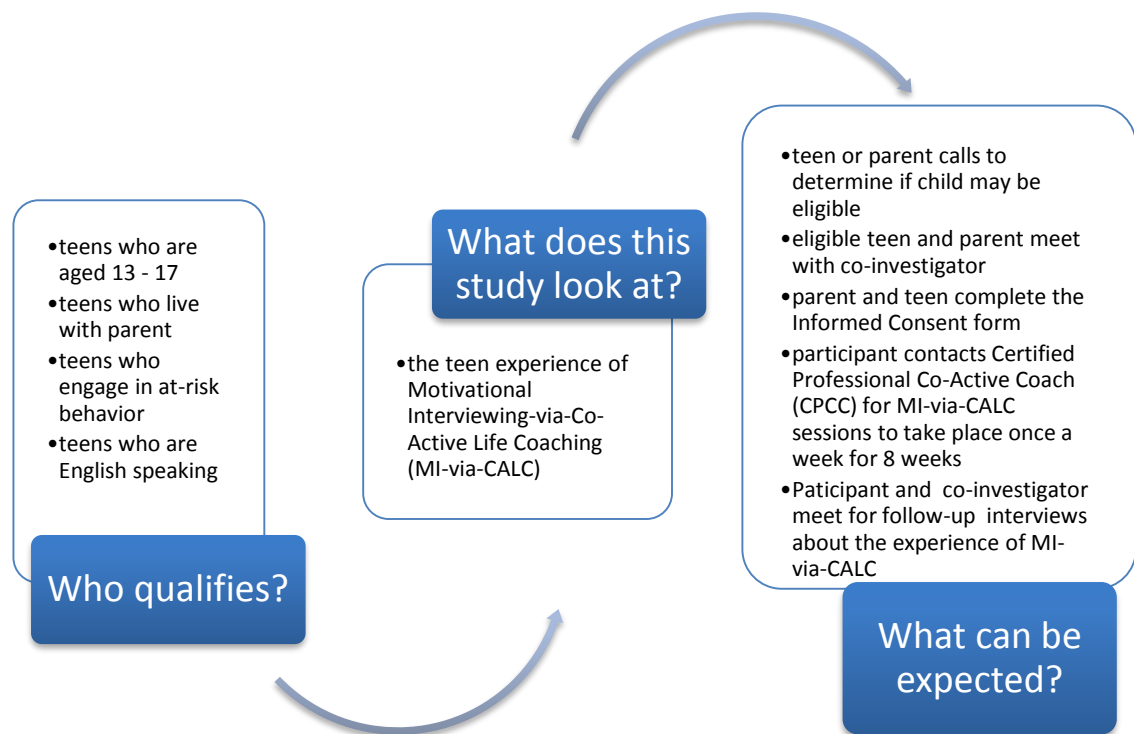 •teens who are
aged 13 - 17
•teens who live
with parent
•teens who
engage in at-risk
behavior
•teens who are
English speaking
Who qualifies?
What does this
study look at?
•the teen experience of
Motivational
Interviewing-via-Co-
Active Life Coaching
(MI-via-CALC)
•teen or parent calls to
determine if child may be
eligible
•eligible teen and parent meet
with co-investigator
•parent and teen complete the
Informed Consent form
•participant contacts Certified
Professional Co-Active Coach
(CPCC) for MI-via-CALC
sessions to take place once a
week for 8 weeks
•Paticipant and co-investigator
meet for follow-up interviews
about the experience of MI-
via-CALC
What can be
expected?